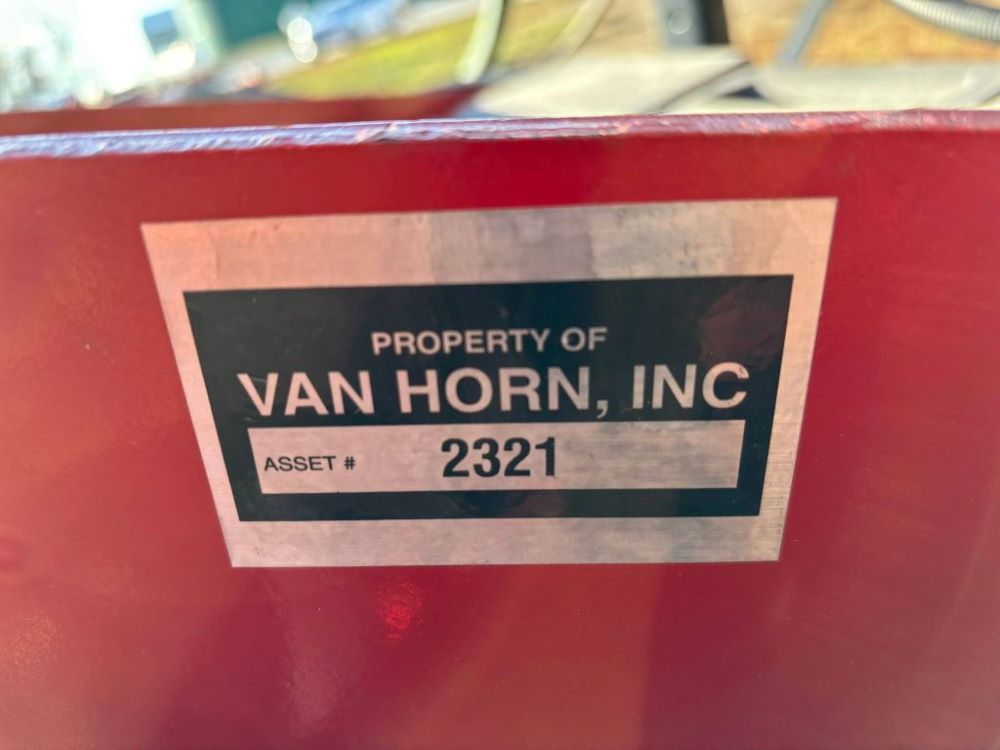 PROPERTY OF
VAN HORN, INC
ASSET # 2321